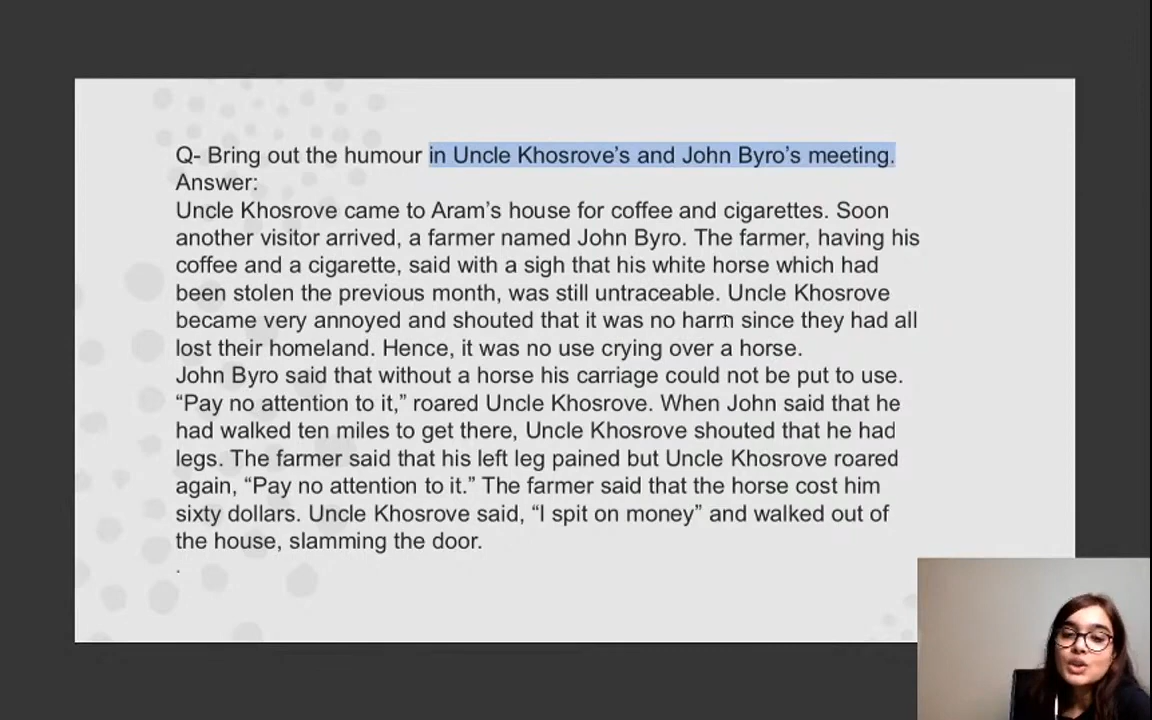 Q- Bring out the humour in Uncle Khosrove's and John Byro's meeting.
Answer:
Uncle Khosrove came to Aram's house for coffee and cigarettes. Soon
another visitor arrived, a farmer named John Byro. The farmer, having his
coffee and a cigarette, said with a sigh that his white horse which had
been stolen the previous month, was still untraceable. Uncle Khosrove
became very annoyed and shouted that it was no harm since they had all
lost their homeland. Hence, it was no use crying over a horse.
John Byro said that without a horse his carriage could not be put to use.
“Pay no attention to it,” roared Uncle Khosrove. When John said that he
had walked ten miles to get there, Uncle Khosrove shouted that he had
legs. The farmer said that his left leg pained but Uncle Khosrove roared
again, “Pay no attention to it.” The farmer said that the horse cost him
sixty dollars. Uncle Khosrove said, “I spit on money” and walked out of
the house, slamming the door.
.